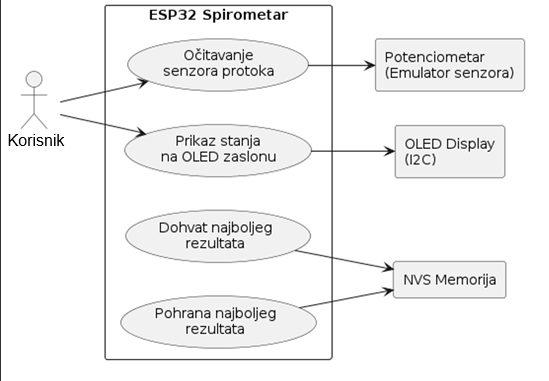 ESP32 Spirometar
Očitavanje
senzora protoka
Potenciometar
(Emulator senzora)
Korisnik
Prikaz stanja
na OLED zaslonu
OLED Display
(I2C)
Dohvat najboljeg
rezultata
NVS Memorija
Pohrana najboljeg
rezultata